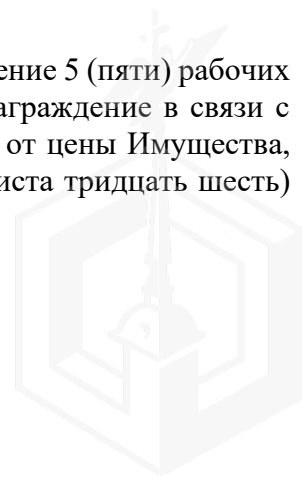 ение 5 (пяти) рабочих
аграждение в связи с
от цены Имущества,
иста тридцать шесть)